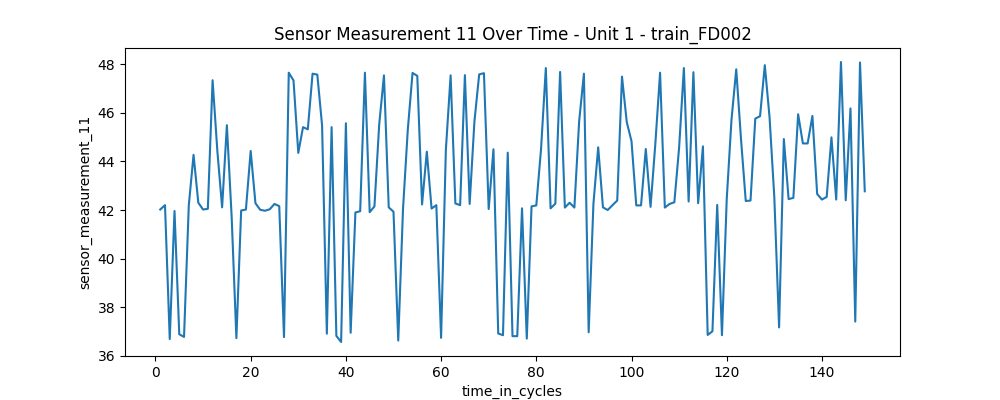 Sensor Measurement 11 Over Time - Unit 1 - train_FD002
48
46
44
42
40
38
36
sensor_measurement_11
0 20 40 60 80 100 120 140
time_in_cycles